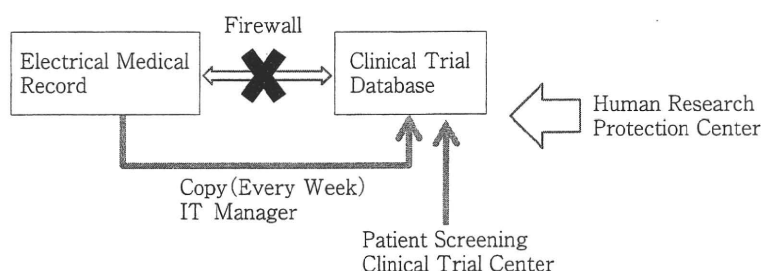 Firewall
Electrical Medical
Record
Clinical Trial
Database
Human Research
Protection Center
Copy(Every Week)
IT Manager
Patient Screening
Clinical Trial Center